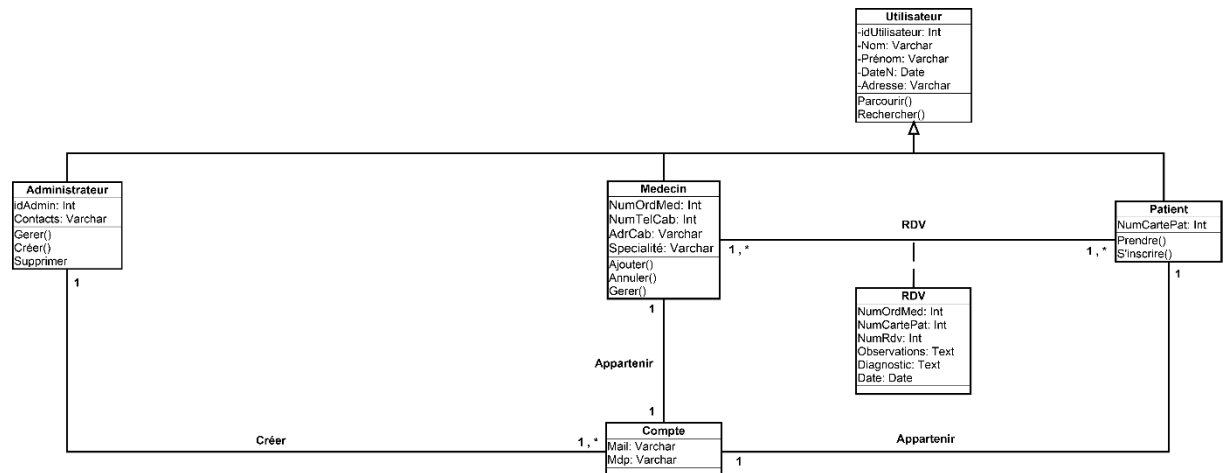 Utilisateur
-idUtilisateur: Int
-Nom: Varchar
-Prénom: Varchar
-DateN: Date
-Adresse: Varchar
Parcourir()
Rechercher()
Administrateur
idAdmin: Int
Contacts: Varchar
Gerer()
Créer()
Supprimer
1
Medecin
NumOrdMed: Int
NumTelCab: Int
AdrCab: Varchar
Specialité: Varchar
Ajouter()
Annuler()
Gerer()
1
RDV
1 , *
1 , *
Patient
NumCartePat: Int
Prendre()
S'inscrire()
1
RDV
NumOrdMed: Int
NumCartePat: Int
NumRdv: Int
Observations: Text
Diagnostic: Text
Date: Date
Appartenir
1
Créer
1 , *
Compte
Mail: Varchar
Mdp: Varchar
Appartenir
1